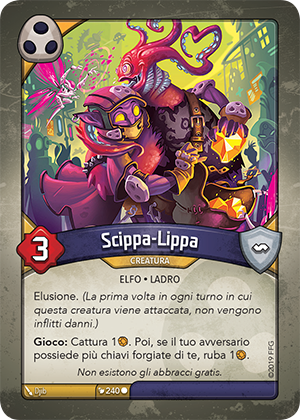 Scippa-Lippa
CREATURA
3
ELFO • LADRO
Elusione. (La prima volta in ogni turno in cui
questa creatura viene attaccata, non vengono
inflitti danni.)
Gioco: Cattura 1. Poi, se il tuo avversario
possiede più chiavi forgiate di te, ruba 1.
Non esistono gli abbracci gratis.
Djib
240
©2019 FFG